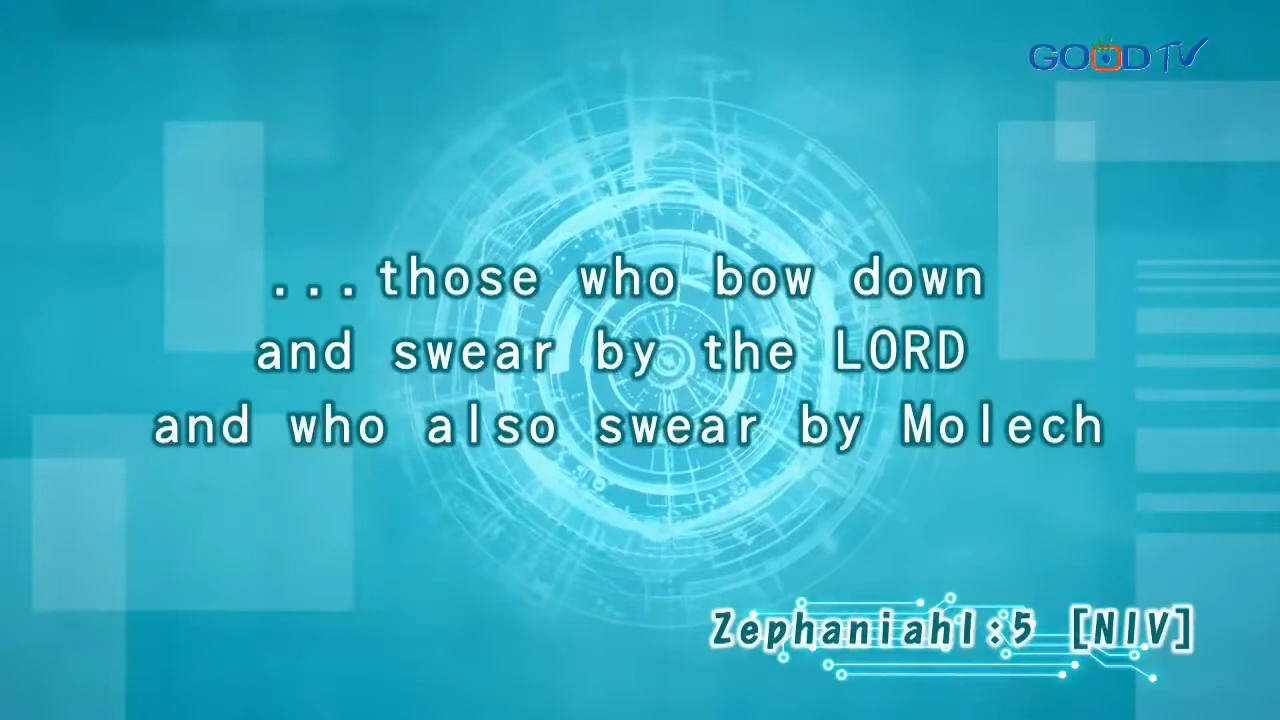 GOODTV
...those who bow down
and swear by the LORD
and who also swear by Molech
Zephaniah1:5 [NIV]